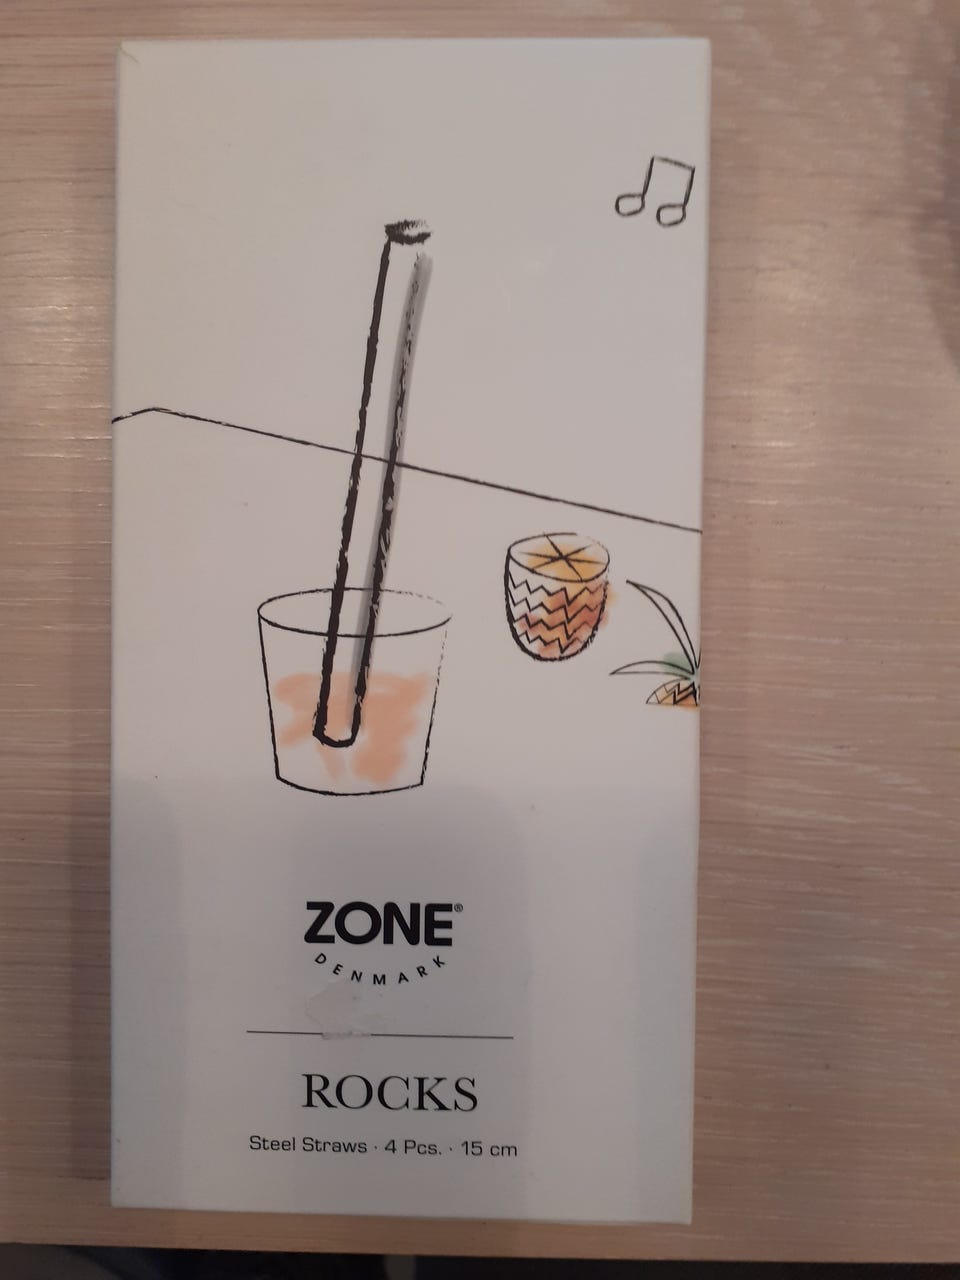 ZONE®
DENMARK
ROCKS
Steel Straws · 4 Pcs. · 15 cm